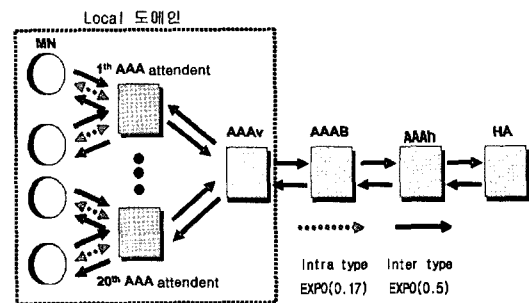 Local 도메인
MN
1th AAA attendent
AAAv
AAAB
AAAh
HA
20th AAA attendent
Intra type
EXPO(0.17)
Inter type
EXPO(0.5)